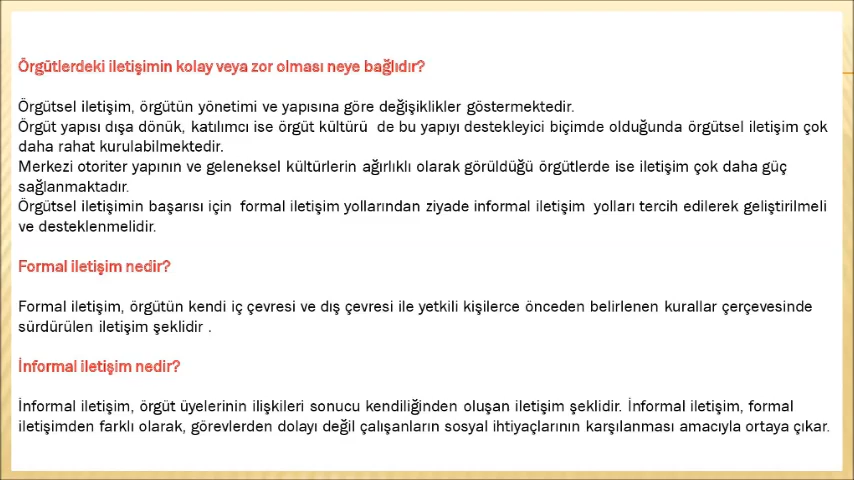 Örgütlerdeki iletişimin kolay veya zor olması neye bağlıdır?
Örgütsel iletişim, örgütün yönetimi ve yapısına göre değişiklikler göstermektedir.
Örgüt yapısı dışa dönük, katılımcı ise örgüt kültürü de bu yapıyı destekleyici biçimde olduğunda örgütsel iletişim çok
daha rahat kurulabilmektedir.
Merkezi otoriter yapının ve geleneksel kültürlerin ağırlıklı olarak görüldüğü örgütlerde ise iletişim çok daha güç
sağlanmaktadır.
Örgütsel iletişimin başarısı için formal iletişim yollarından ziyade informal iletişim yolları tercih edilerek geliştirilmeli
ve desteklenmelidir.
Formal iletişim nedir?
Formal iletişim, örgütün kendi iç çevresi ve dış çevresi ile yetkili kişilerce önceden belirlenen kurallar çerçevesinde
sürdürülen iletişim şeklidir .
İnformal iletişim nedir?
İnformal iletişim, örgüt üyelerinin ilişkileri sonucu kendiliğinden oluşan iletişim şeklidir. İnformal iletişim, formal
iletişimden farklı olarak, görevlerden dolayı değil çalışanların sosyal ihtiyaçlarının karşılanması amacıyla ortaya çıkar.